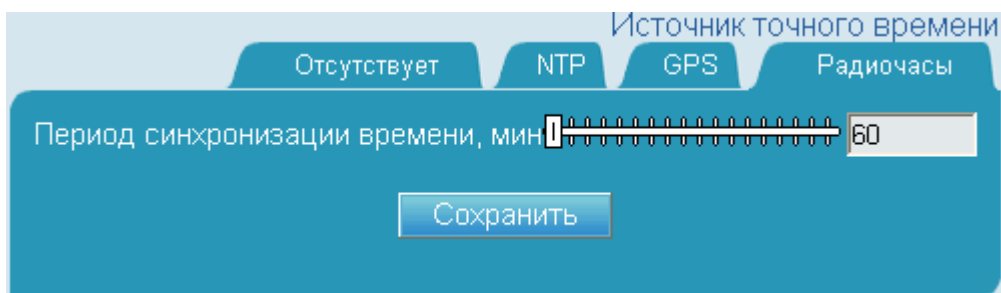 Источник точного времени
Отсутствует NTP GPS Радиочасы
Период синхронизации времени, мин 60
Сохранить